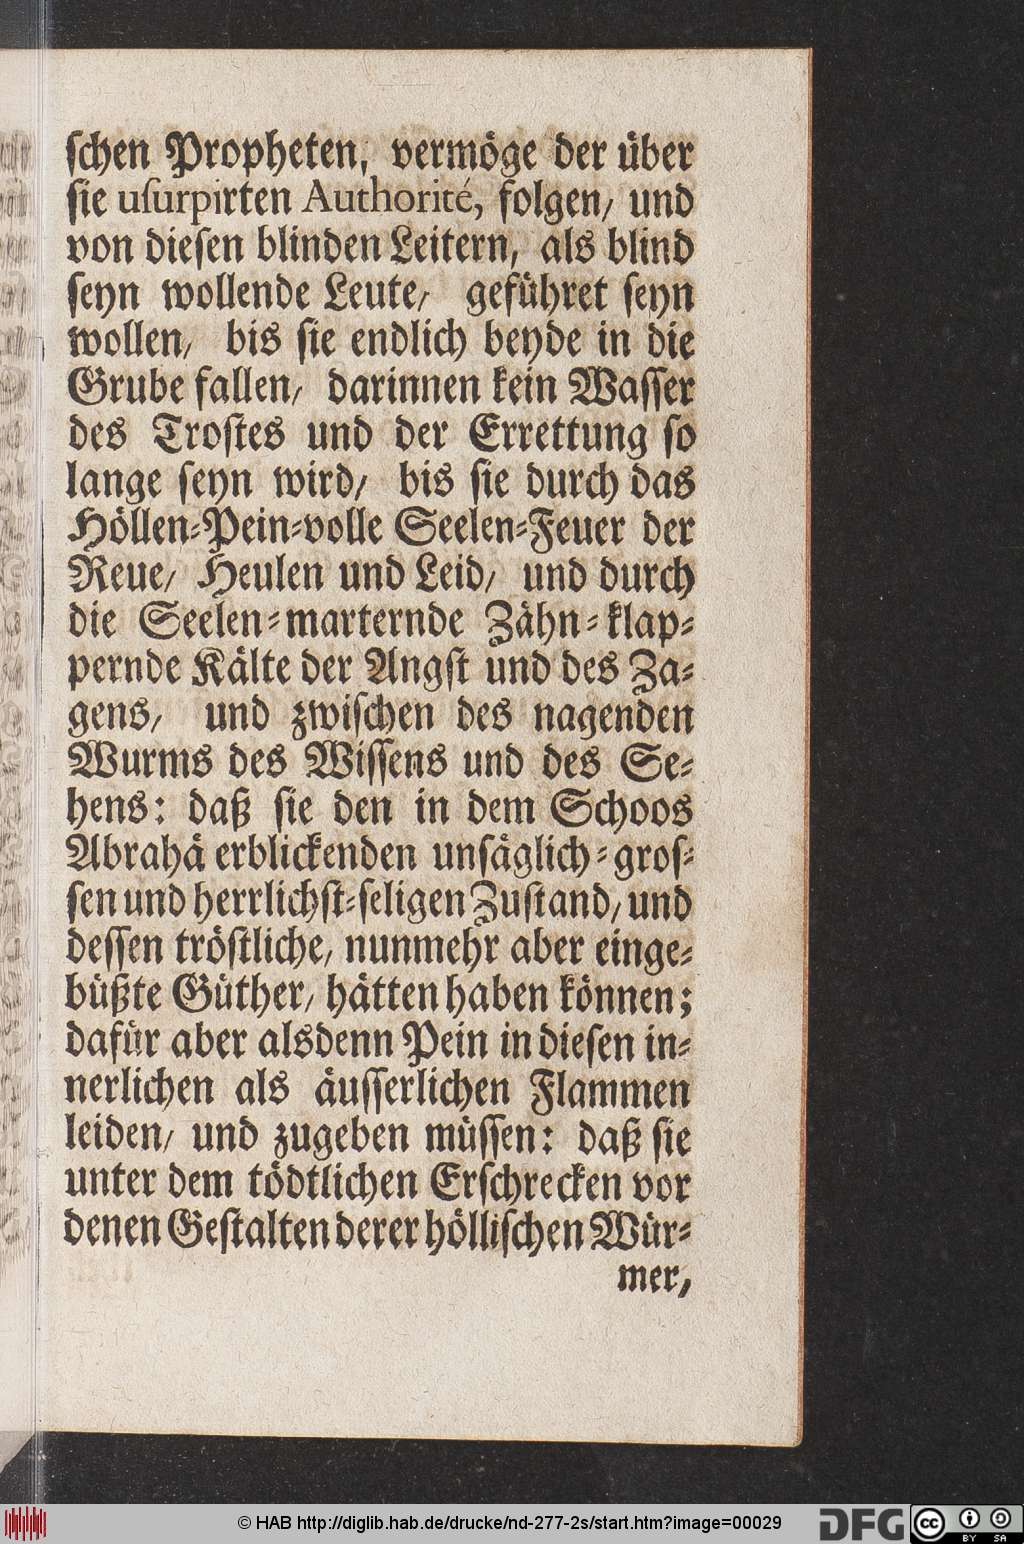 ſchen Propheten, vermöge der über
ſie uſurpirten Authorité, folgen/ und
von dieſen blinden Leitern, als blind
ſeyn wollende Leute/ geführet ſeyn
wollen/ bis ſie endlich beyde in die
Grube fallen/ darinnen kein Waſſer
des Troſtes und der Errettung ſo
lange ſeyn wird/ bis ſie durch das
Höllen⸗Pein⸗volle Seelen⸗Feuer der
Reue/ Heulen und Leid/ und durch
die Seelen⸗marternde Zähn⸗klap⸗
pernde Kälte der Angſt und des Za⸗
gens/ und zwiſchen des nagenden
Wurms des Wiſſens und des Se⸗
hens: daß ſie den in dem Schoos
Abrahä erblickenden unſäglich⸗groſ⸗
ſen und herrlichſt⸗ſeligen Zuſtand/ und
deſſen tröſtliche/ nunmehr aber einge⸗
büßte Güther/ hätten haben können;
dafür aber alsdenn Pein in dieſen in⸗
nerlichen als äuſſerlichen Flammen
leiden/ und zugeben müſſen: daß ſie
unter dem tödtlichen Erſchrecken vor
denen Geſtalten derer hölliſchen Wür⸗
mer,
© HAB http://diglib.hab.de/drucke/nd-277-2s/start.htm?image=00029
DFG
cc BY SA